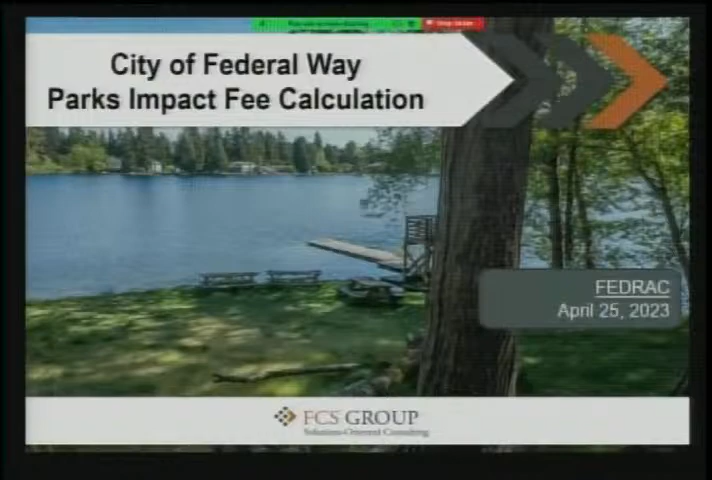 City of Federal Way
Parks Impact Fee Calculation
FEDRAC
April 25, 2023
FCS GROUP
Solutions-Oriented Consulting